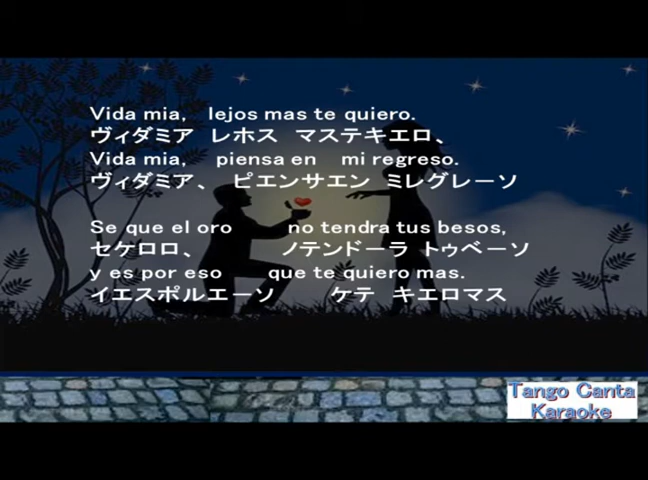 Vida mia, lejos mas te quiero.
ヴィダミア レホス マステキエロ、
Vida mia, piensa en mi regreso.
ヴィダミア、 ピエンサエン ミレグレーソ
Se que el oro no tendra tus besos,
セケロロ、 ノテンドーラ トゥベーソ
y es por eso que te quiero mas.
イエスポルエーソ ケテ キエロマス
Tango Canta
Karaoke